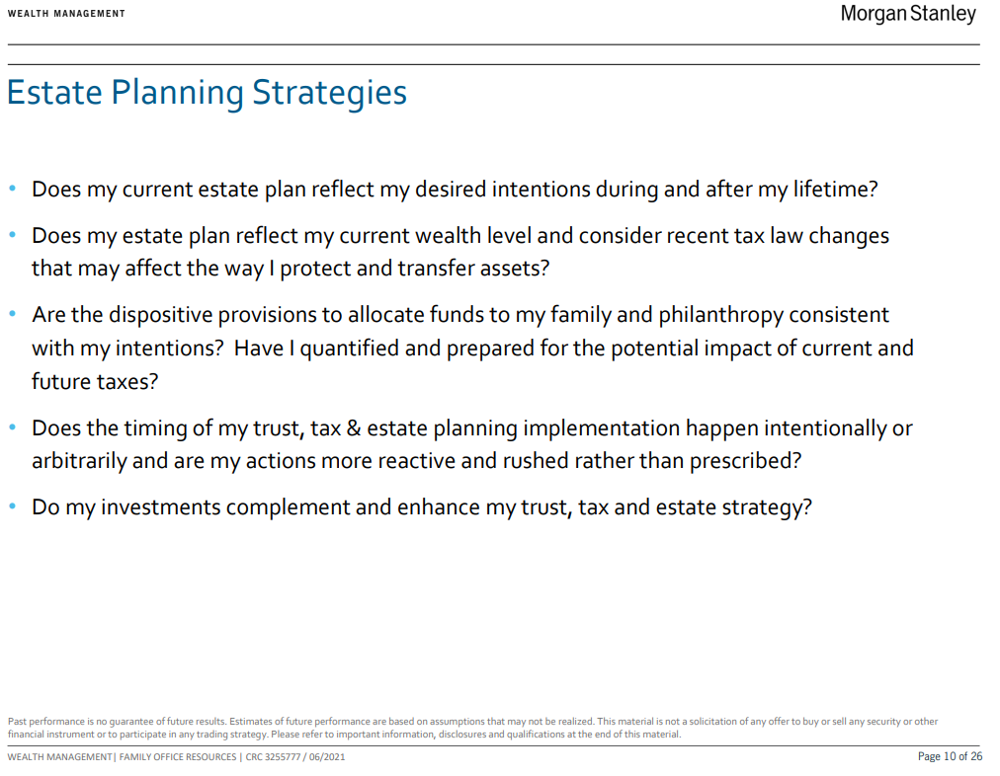 WEALTH MANAGEMENT
Morgan Stanley
Estate Planning Strategies
• Does my current estate plan reflect my desired intentions during and after my lifetime?
• Does my estate plan reflect my current wealth level and consider recent tax law changes
that may affect the way I protect and transfer assets?
• Are the dispositive provisions to allocate funds to my family and philanthropy consistent
with my intentions?  Have I quantified and prepared for the potential impact of current and
future taxes?
• Does the timing of my trust, tax & estate planning implementation happen intentionally or
arbitrarily and are my actions more reactive and rushed rather than prescribed?
• Do my investments complement and enhance my trust, tax and estate strategy?
Past performance is no guarantee of future results. Estimates of future performance are based on assumptions that may not be realized. This material is not a solicitation of any offer to buy or sell any security or other
financial instrument or to participate in any trading strategy. Please refer to important information, disclosures and qualifications at the end of this material.
WEALTH MANAGEMENT| FAMILY OFFICE RESOURCES | CRC 3255777 / 06/2021
Page 10 of 26